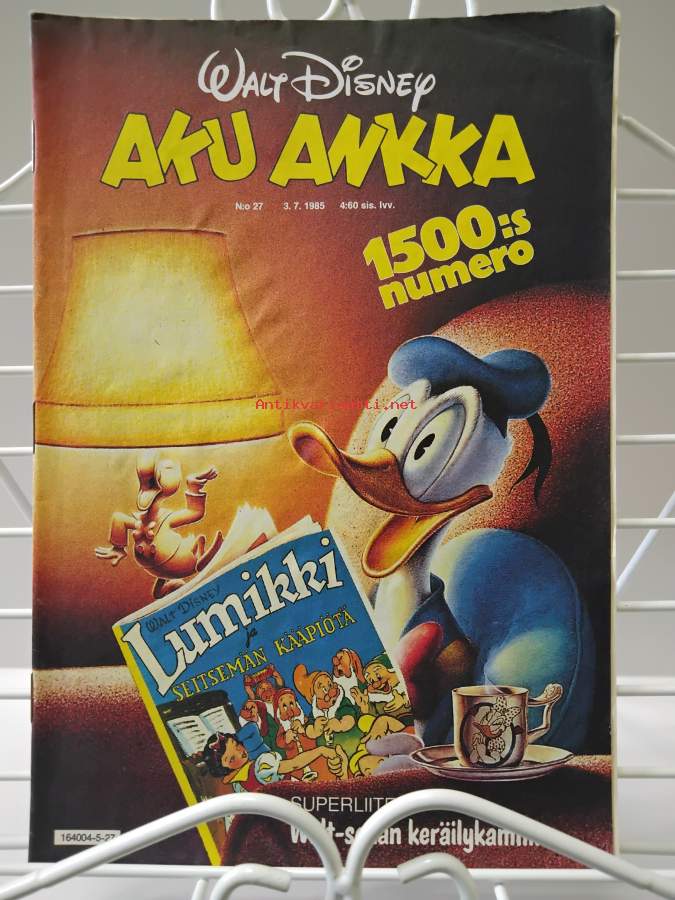 WALT DISNEY
AKU ANKKA
N:o 27 3. 7. 1985 4:60 sis. lvv.
1500:s
numero
Antikvariaatti.net
WALT DISNEY
Lumikki
ja
SEITSEMÄN KÄÄPIÖTÄ
SUPERLIITE
keräilykammi
164004-5-27